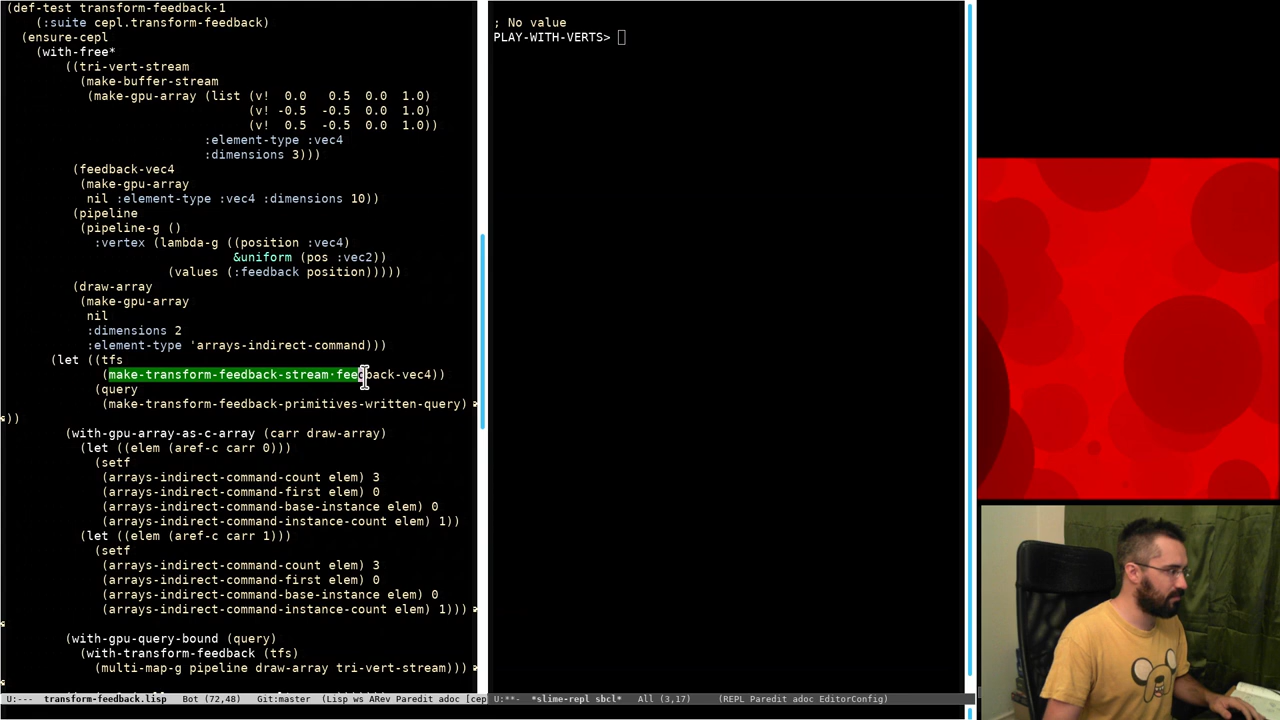 (def-test transform-feedback-1
(:suite cepl.transform-feedback)
(ensure-cepl
(with-free*
((tri-vert-stream
(make-buffer-stream
(make-gpu-array (list (v!  0.0   0.5  0.0  1.0)
(v! -0.5  -0.5  0.0  1.0)
(v!  0.5  -0.5  0.0  1.0))
:element-type :vec4
:dimensions 3)))
(feedback-vec4
(make-gpu-array
nil :element-type :vec4 :dimensions 10))
(pipeline
(pipeline-g ()
:vertex (lambda-g ((position :vec4)
&uniform (pos :vec2))
(values (:feedback position)))))
(draw-array
(make-gpu-array
nil
:dimensions 2
:element-type 'arrays-indirect-command)))
(let ((tfs
(make-transform-feedback-stream·feedback-vec4))
(query
(make-transform-feedback-primitives-written-query)
))
(with-gpu-array-as-c-array (carr draw-array)
(let ((elem (aref-c carr 0)))
(setf
(arrays-indirect-command-count elem) 3
(arrays-indirect-command-first elem) 0
(arrays-indirect-command-base-instance elem) 0
(arrays-indirect-command-instance-count elem) 1))
(let ((elem (aref-c carr 1)))
(setf
(arrays-indirect-command-count elem) 3
(arrays-indirect-command-first elem) 0
(arrays-indirect-command-base-instance elem) 0
(arrays-indirect-command-instance-count elem) 1)))
(with-gpu-query-bound (query)
(with-transform-feedback (tfs)
(multi-map-g pipeline draw-array tri-vert-stream)))
U:---  transform-feedback.lisp   Bot (72,48)   Git:master  (Lisp ws ARev Paredit adoc [cep
; No value
PLAY-WITH-VERTS>
U:**-  *slime-repl sbcl*   All (3,17)     (REPL Paredit adoc EditorConfig)